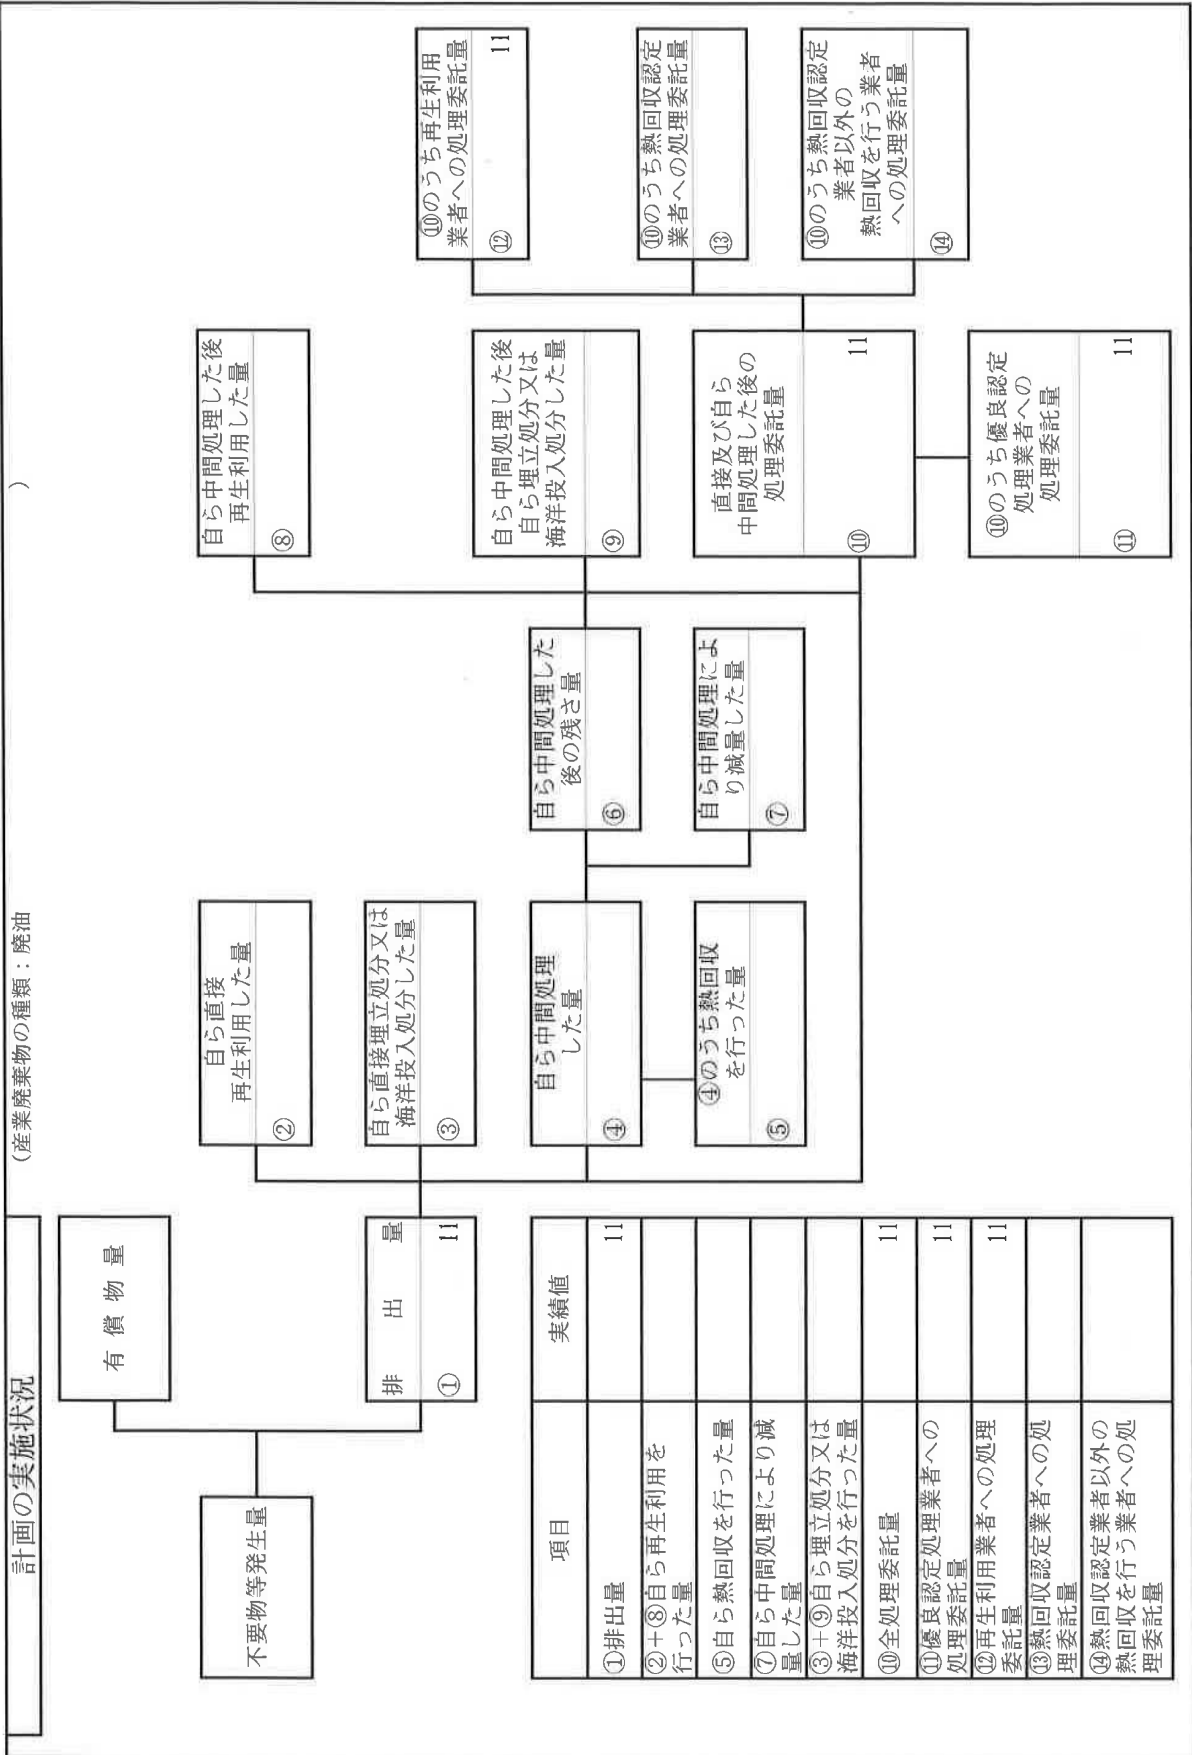 計画の実施状況
（産業廃棄物の種類：廃油　　　）
不要物等発生量
有償物量
排出量
① 11
自ら直接
再生利用した量
②
自ら直接埋立処分又は
海洋投入処分した量
③
自ら中間処理
した量
④
④のうち熱回収
を行った量
⑤
自ら中間処理した
後の残さ量
⑥
自ら中間処理によ
り減量した量
⑦
自ら中間処理した後
再生利用した量
⑧
自ら中間処理した後
自ら埋立処分又は
海洋投入処分した量
⑨
直接及び自ら
中間処理した後の
処理委託量
⑩ 11
⑩のうち優良認定
処理業者への
処理委託量
⑪ 11
⑩のうち再生利用
業者への処理委託量
⑫ 11
⑩のうち熱回収認定
業者への処理委託量
⑬
⑩のうち熱回収認定
業者以外の
熱回収を行う業者
への処理委託量
⑭
項目 実績値
①排出量 11
②＋⑧自ら再生利用を
行った量
⑤自ら熱回収を行った量
⑦自ら中間処理により減
量した量
③＋⑨自ら埋立処分又は
海洋投入処分を行った量
⑩全処理委託量 11
⑪優良認定処理業者への
処理委託量 11
⑫再生利用業者への処理
委託量 11
⑬熱回収認定業者への処
理委託量
⑭熱回収認定業者以外の
熱回収を行う業者への処
理委託量